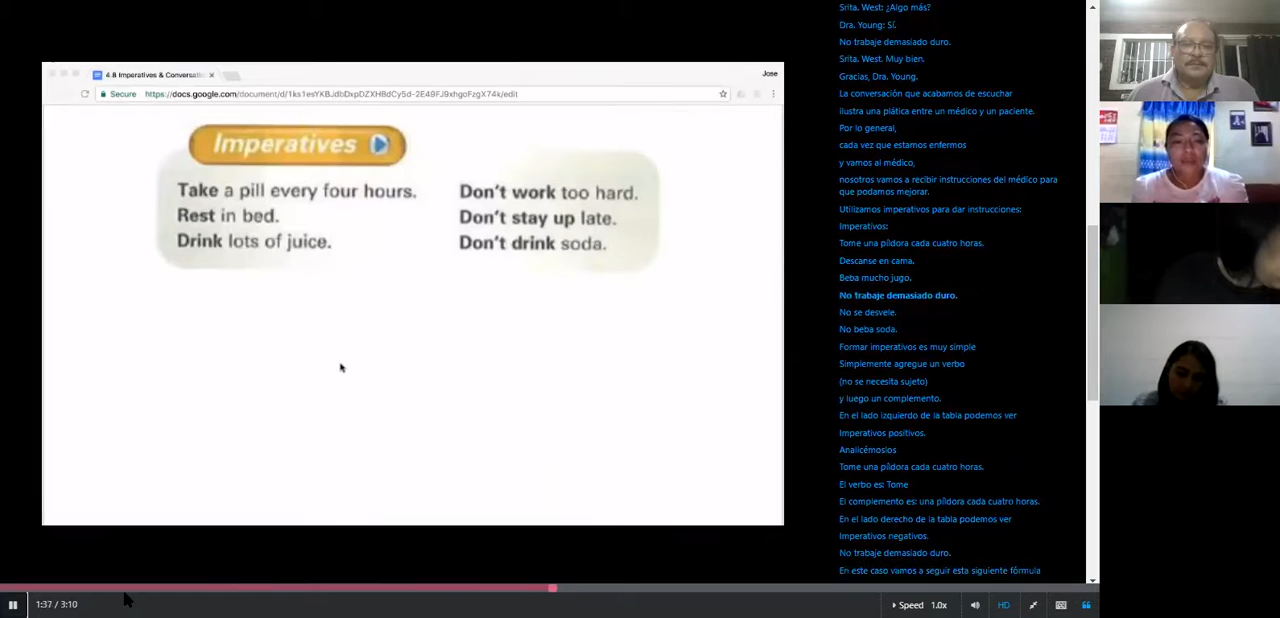 4.8 Imperatives & Conversati
Jose
Secure
https://docs.google.com/document/d/1ks1esYKBJdbDxpDZXH8dCy5d-2E49FJ9xhgoFzgX74k/edit
Imperatives
Take a pill every four hours.
Rest in bed.
Drink lots of juice.
Don't work too hard.
Don't stay up late.
Don't drink soda.
Srita. West: ¿Algo más?
Dra. Young: Sí.
No trabaje demasiado duro.
Srita. West. Muy bien.
Gracias, Dra. Young.
La conversación que acabamos de escuchar
ilustra una plática entre un médico y un paciente.
Por lo general,
cada vez que estamos enfermos
y vamos al médico,
nosotros vamos a recibir instrucciones del médico para
que podamos mejorar.
Utilizamos imperativos para dar instrucciones:
Imperativos:
Tome una píldora cada cuatro horas.
Descanse en cama.
Beba mucho jugo.
No trabaje demasiado duro.
No se desvele.
No beba soda.
Formar imperativos es muy simple
Simplemente agregue un verbo
(no se necesita sujeto)
y luego un complemento.
En el lado izquierdo de la tabla podemos ver
Imperativos positivos.
Analicémoslos
Tome una píldora cada cuatro horas.
El verbo es: Tome
El complemento es: una píldora cada cuatro horas.
En el lado derecho de la tabla podemos ver
Imperativos negativos.
No trabaje demasiado duro.
En este caso vamos a seguir esta siguiente fórmula
1:37 / 3:10
Speed 1.0x
HD